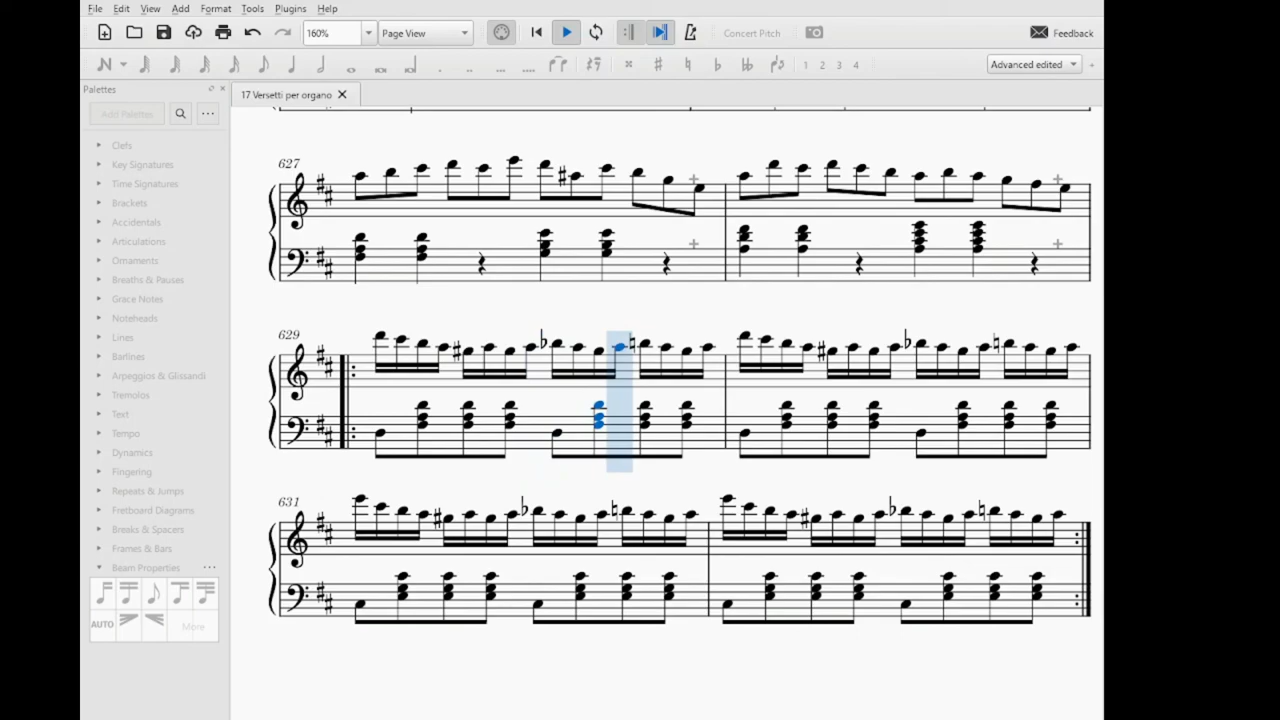 File Edit View Add Format Tools Plugins Help
160% Page View Concert Pitch Feedback
1 2 3 4 Advanced edited
Palettes
17 Versetti per organo
Add Palettes
Clefs
Key Signatures
Time Signatures
Brackets
Accidentals
Articulations
Ornaments
Breaths & Pauses
Grace Notes
Noteheads
Lines
Barlines
Arpeggios & Glissandi
Tremolos
Text
Tempo
Dynamics
Fingering
Repeats & Jumps
Fretboard Diagrams
Breaks & Spacers
Frames & Bars
Beam Properties
AUTO More
627
629
631